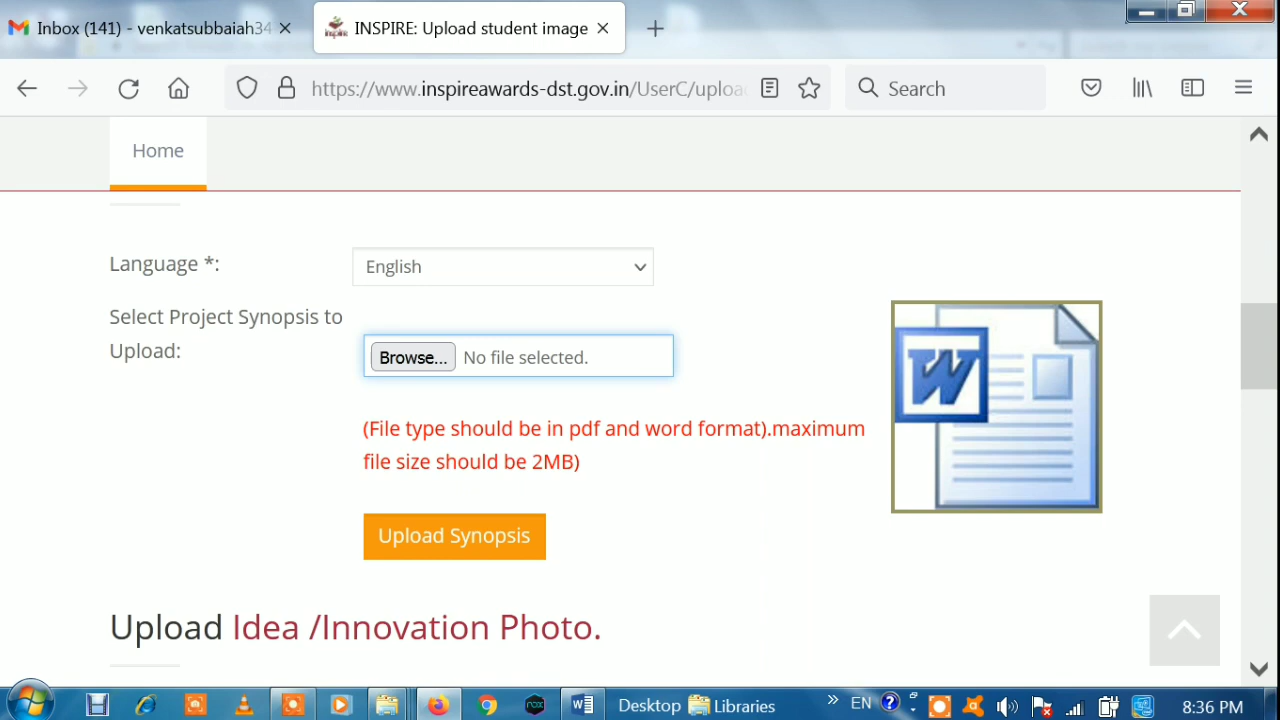 Inbox (141) - venkatsubbaiah34
INSPIRE: Upload student image
https://www.inspireawards-dst.gov.in/UserC/uploa
Search
Home
Language *:
English
Select Project Synopsis to
Upload:
Browse...
No file selected.
(File type should be in pdf and word format).maximum
file size should be 2MB)
W
Upload Synopsis
Upload Idea /Innovation Photo.
Desktop
Libraries
»
EN
8:36 PM